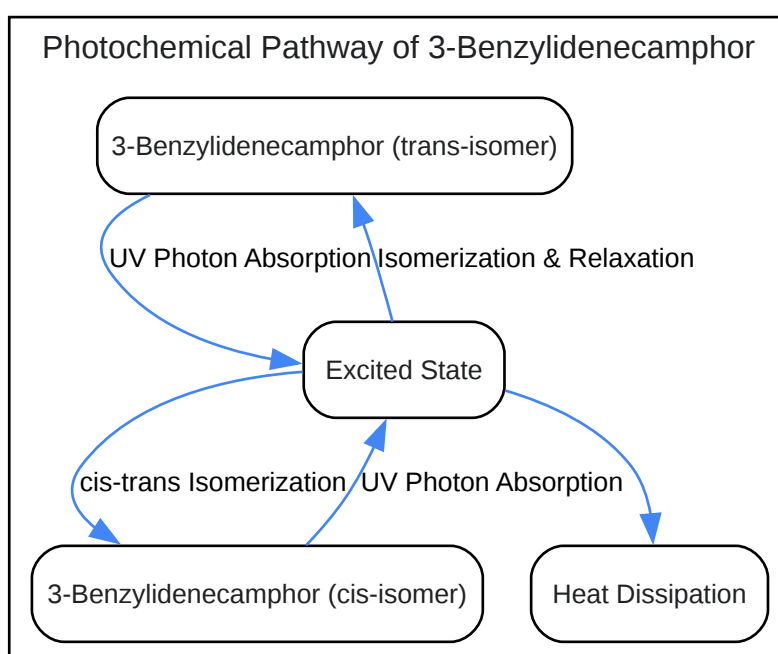 Photochemical Pathway of 3-Benzylidenecamphor
3-Benzylidenecamphor (trans-isomer)
UV Photon Absorption
Isomerization & Relaxation
Excited State
cis-trans Isomerization
UV Photon Absorption
3-Benzylidenecamphor (cis-isomer)
Heat Dissipation